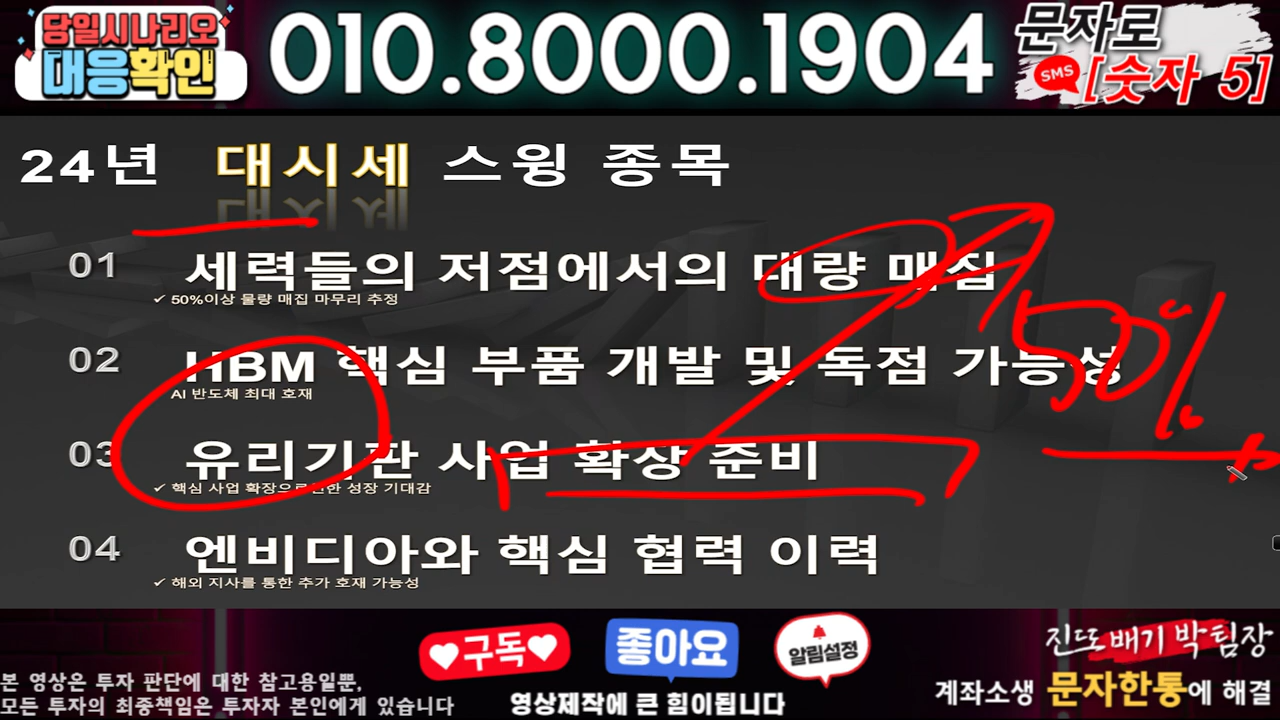 당일시나리오
대응확인
010.8000.1904
문자로
SMS
[숫자 5]
24년 대시세 스윙 종목
01 세력들의 저점에서의 대량 매집
✓ 50%이상 물량 매집 마무리 추정
50%
02 HBM 핵심 부품 개발 및 독점 가능성
AI 반도체 최대 호재
03 유리기판 사업 확장 준비
✓ 핵심 사업 확장으로인한 성장 기대감
04 엔비디아와 핵심 협력 이력
✓ 해외 지사를 통한 추가 호재 가능성
구독
좋아요
알림설정
진또배기 박팀장
본 영상은 투자 판단에 대한 참고용일뿐,
모든 투자의 최종책임은 투자자 본인에게 있습니다
영상제작에 큰 힘이됩니다
계좌소생 문자한통에 해결